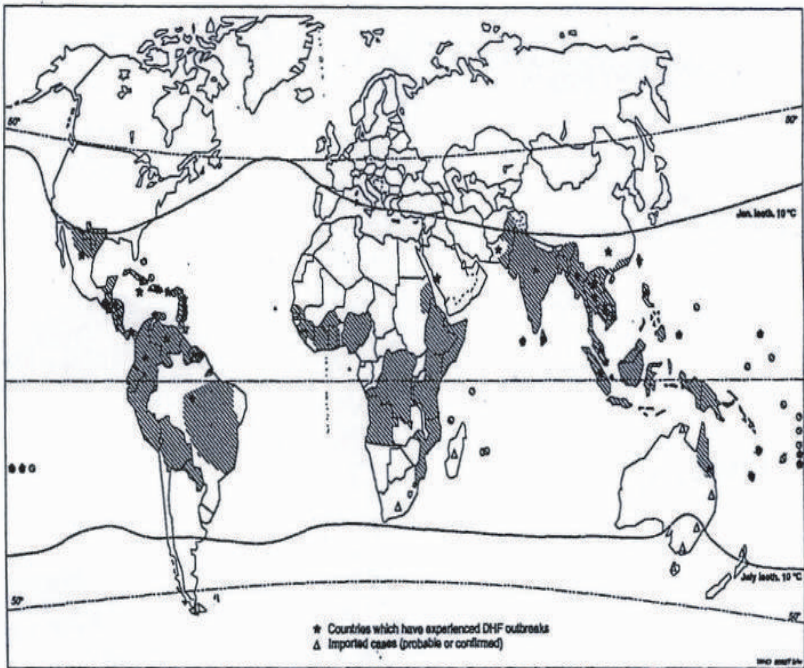 50°
50°
Jan. isoth. 10 °C
July isoth. 10 °C
50°
50°
★ Countries which have experienced DHF outbreaks
△ Imported cases (probable or confirmed)
WHO